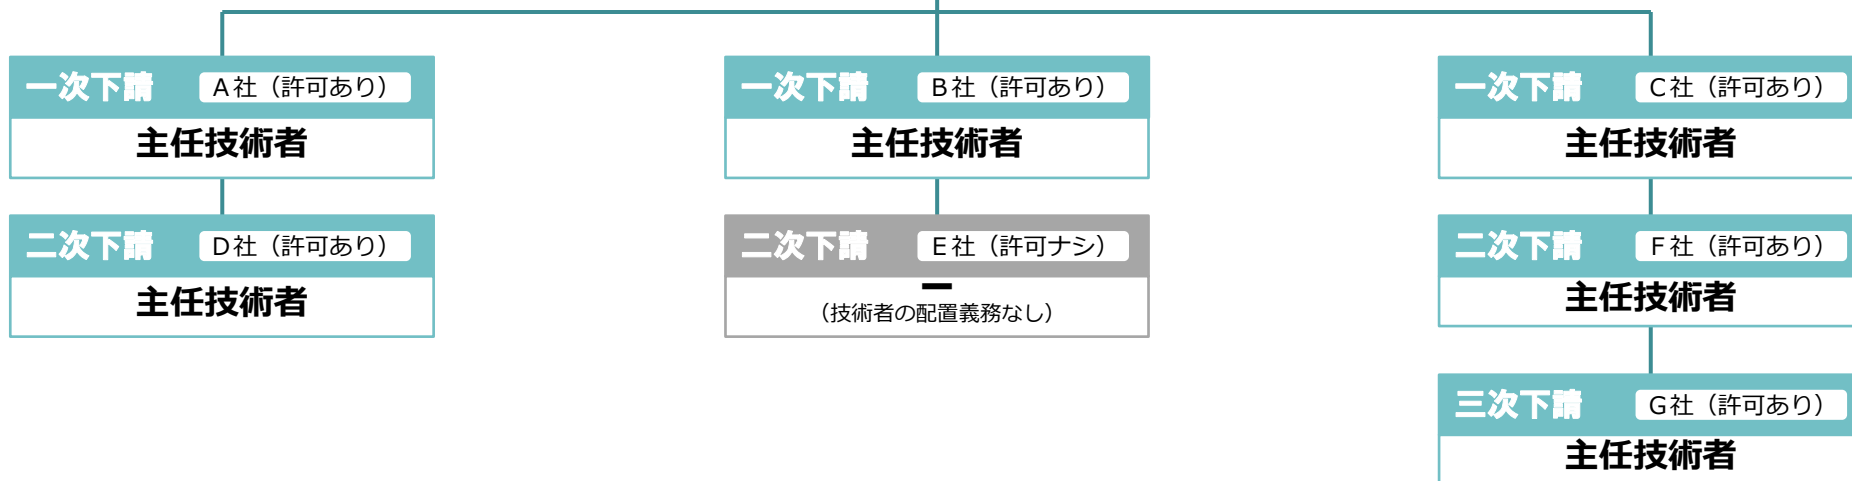 一次下請 A社（許可あり）
主任技術者
一次下請 B社（許可あり）
主任技術者
一次下請 C社（許可あり）
主任技術者
二次下請 D社（許可あり）
主任技術者
二次下請 E社（許可ナシ）
ー
（技術者の配置義務なし）
二次下請 F社（許可あり）
主任技術者
三次下請 G社（許可あり）
主任技術者